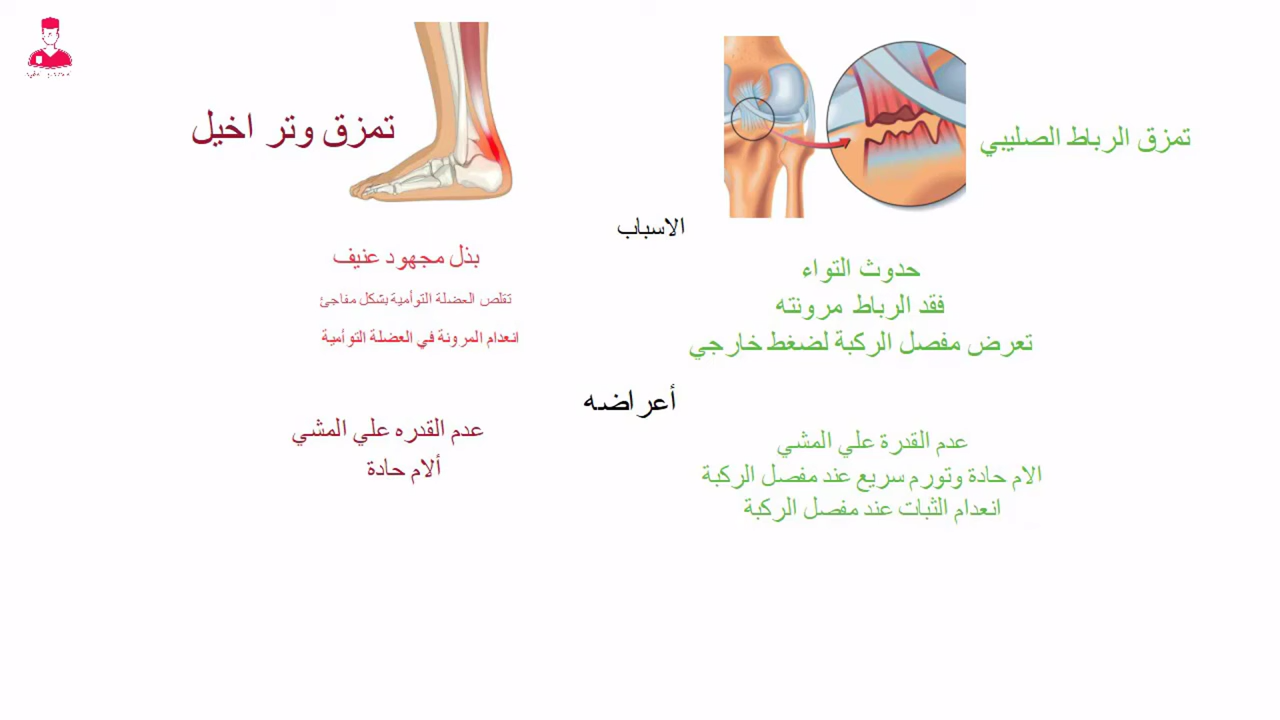 تمزق الرباط الصليبي
تمزق وتر اخيل
الاسباب
حدوث التواء
فقد الرباط مرونته
تعرض مفصل الركبة لضغط خارجي
بذل مجهود عنيف
تقلص العضلة التوأمية بشكل مفاجئ
انعدام المرونة في العضلة التوأمية
أعراضه
عدم القدرة علي المشي
الام حادة وتورم سريع عند مفصل الركبة
انعدام الثبات عند مفصل الركبة
عدم القدره علي المشي
ألام حادة